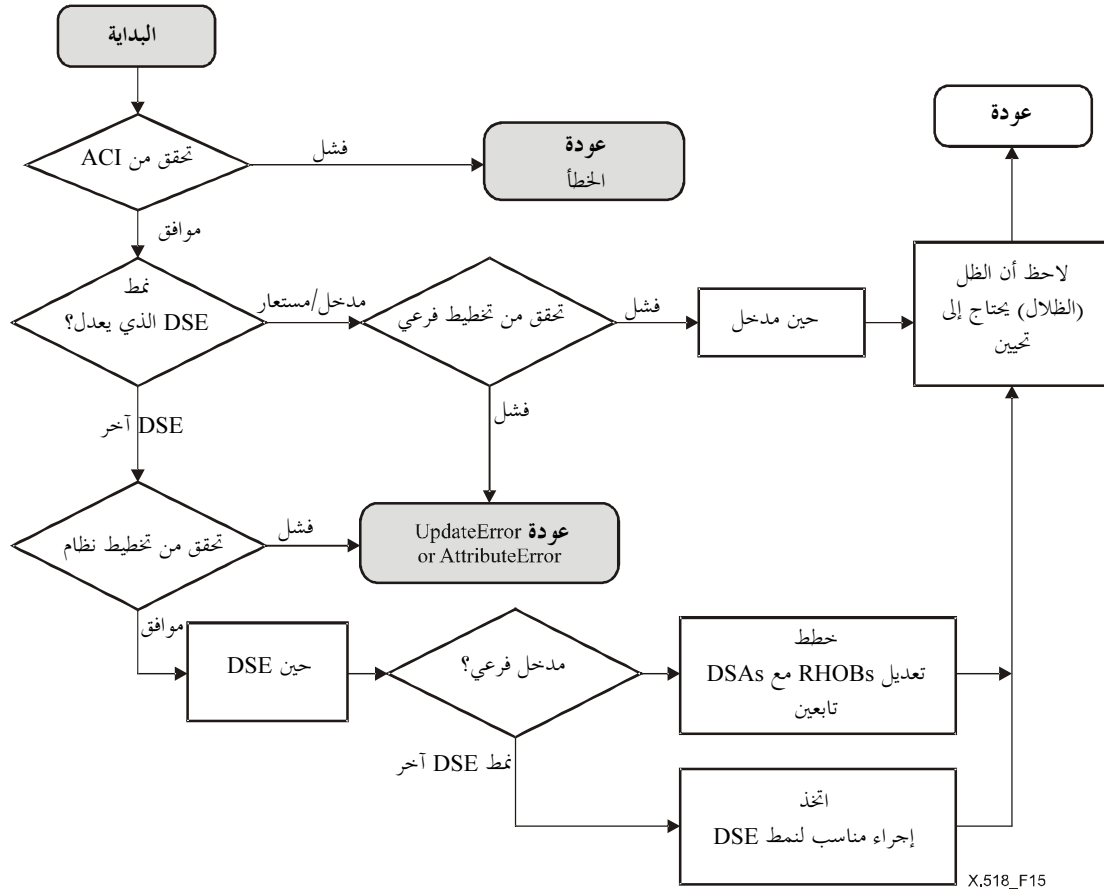 البداية
عودة
تحقق من ACI
فشل
عودة
الخطأ
موافق
نمط
DSE الذي يعدل؟
مدخل/مستعار
تحقق من تخطيط فرعي
فشل
حين مدخل
لاحظ أن الظل
(الظلال) يحتاج إلى
تحيين
فشل
DSE آخر
تحقق من تخطيط نظام
فشل
عودة UpdateError
or AttributeError
موافق
حين DSE
مدخل فرعي؟
خطط
تعديل RHOBs مع DSAs
تابعين
نمط DSE آخر
اتخذ
إجراء مناسب لنمط DSE
X.518_F15